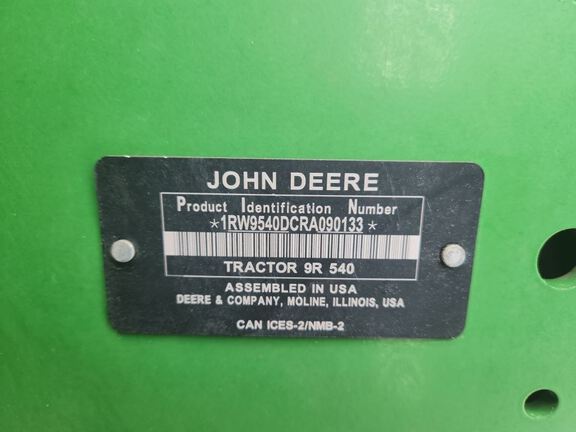 JOHN DEERE
Product Identification Number
*1RW9540DCRA090133*
TRACTOR 9R 540
ASSEMBLED IN USA
DEERE & COMPANY, MOLINE, ILLINOIS, USA
CAN ICES-2/NMB-2